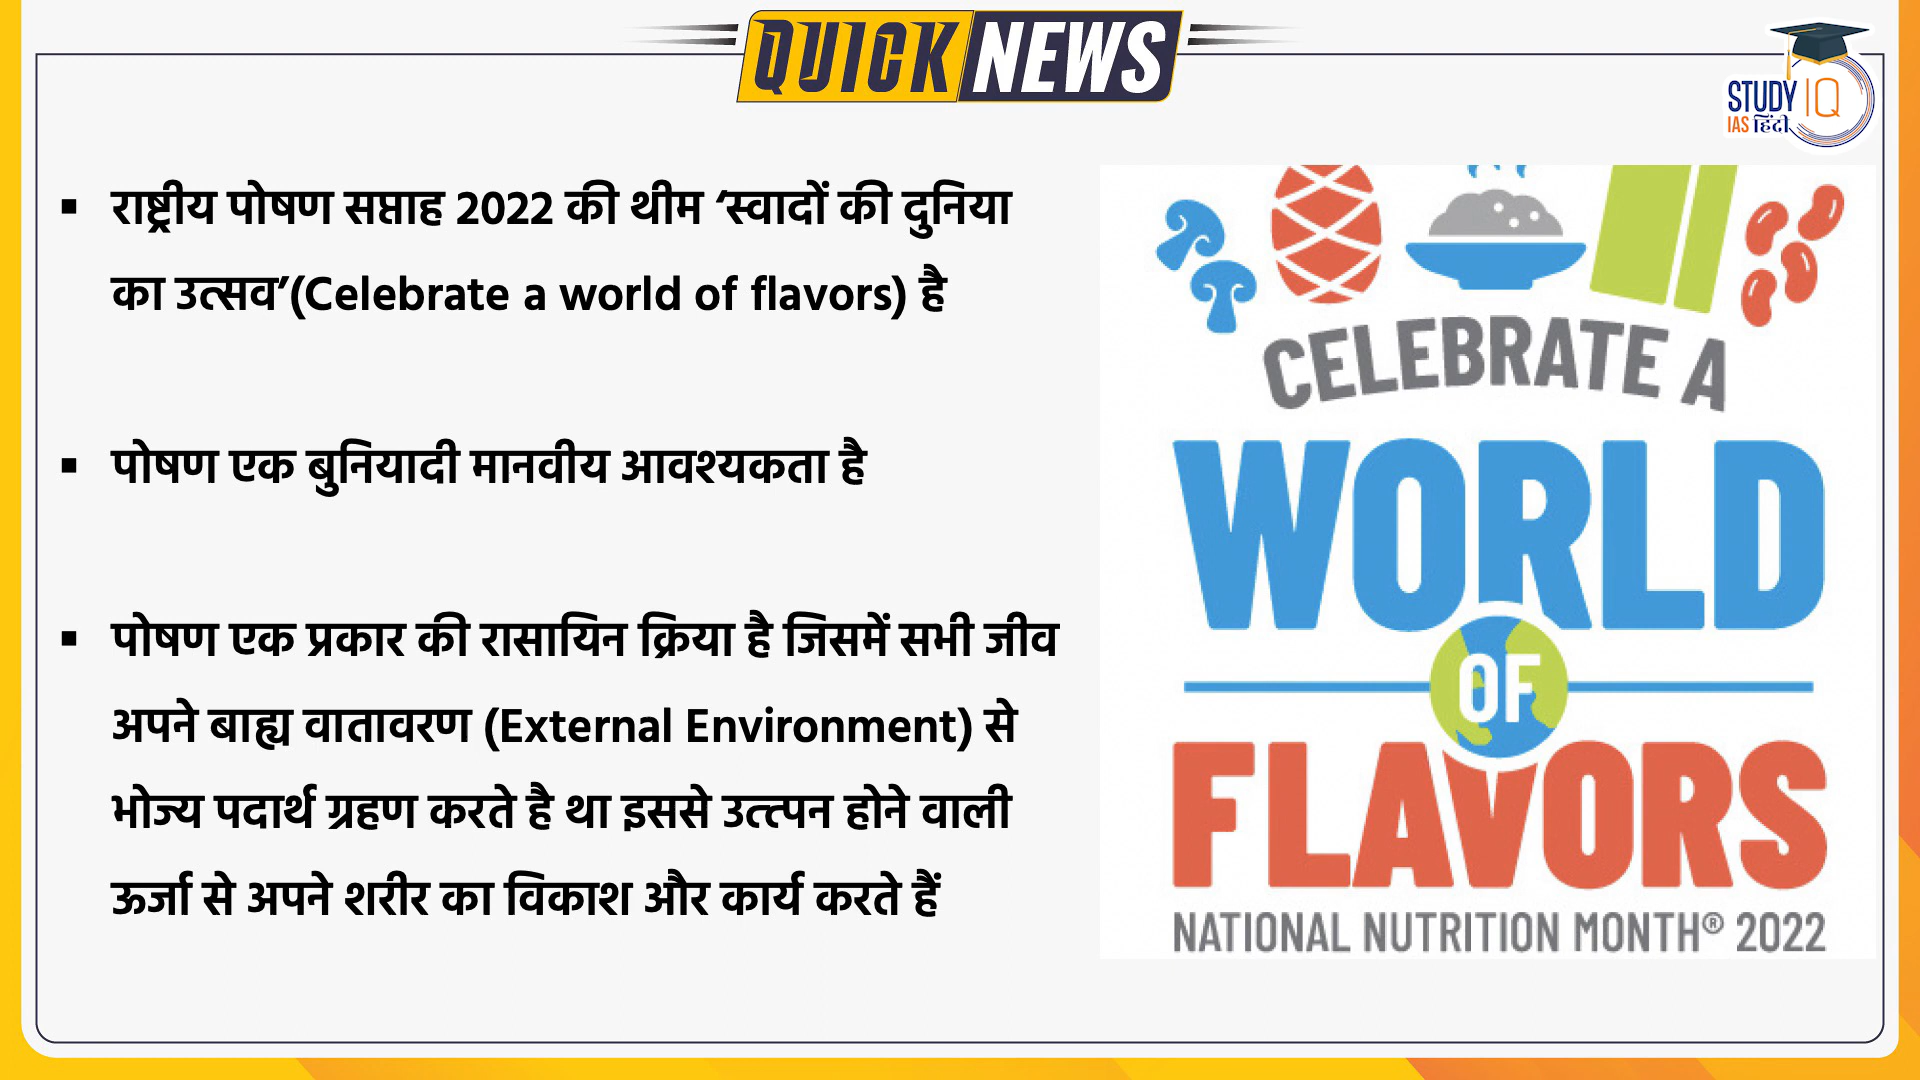 QUICK NEWS
STUDY IQ
IAS हिंदी
▪ राष्ट्रीय पोषण सप्ताह 2022 की थीम ‘स्वादों की दुनिया
का उत्सव’(Celebrate a world of flavors) है
▪ पोषण एक बुनियादी मानवीय आवश्यकता है
▪ पोषण एक प्रकार की रासायिन क्रिया है जिसमें सभी जीव
अपने बाह्य वातावरण (External Environment) से
भोज्य पदार्थ ग्रहण करते है था इससे उत्त्पन होने वाली
ऊर्जा से अपने शरीर का विकाश और कार्य करते हैं
CELEBRATE A
WORLD
OF
FLAVORS
NATIONAL NUTRITION MONTH® 2022